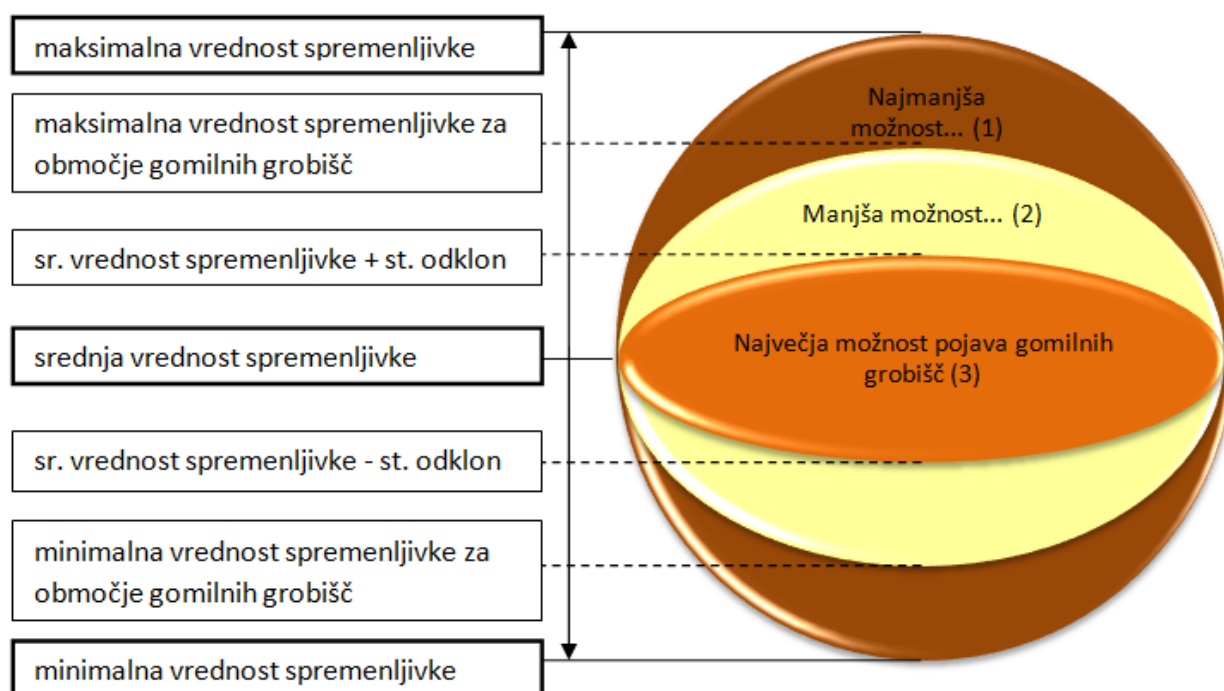 maksimalna vrednost spremenljivke
maksimalna vrednost spremenljivke za
območje gomilnih grobišč
sr. vrednost spremenljivke + st. odklon
srednja vrednost spremenljivke
sr. vrednost spremenljivke - st. odklon
minimalna vrednost spremenljivke za
območje gomilnih grobišč
minimalna vrednost spremenljivke
Najmanjša
možnost... (1)
Manjša možnost... (2)
Največja možnost pojava gomilnih
grobišč (3)